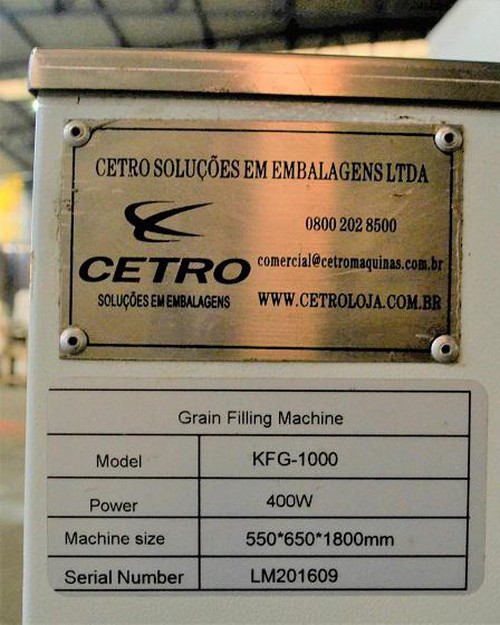 CETRO SOLUÇÕES EM EMBALAGENS LTDA
0800 202 8500
CETRO
comercial@cetromaquinas.com.br
SOLUÇÕES EM EMBALAGENS
WWW.CETROLOJA.COM.BR
Grain Filling Machine
Model KFG-1000
Power 400W
Machine size 550*650*1800mm
Serial Number LM201609